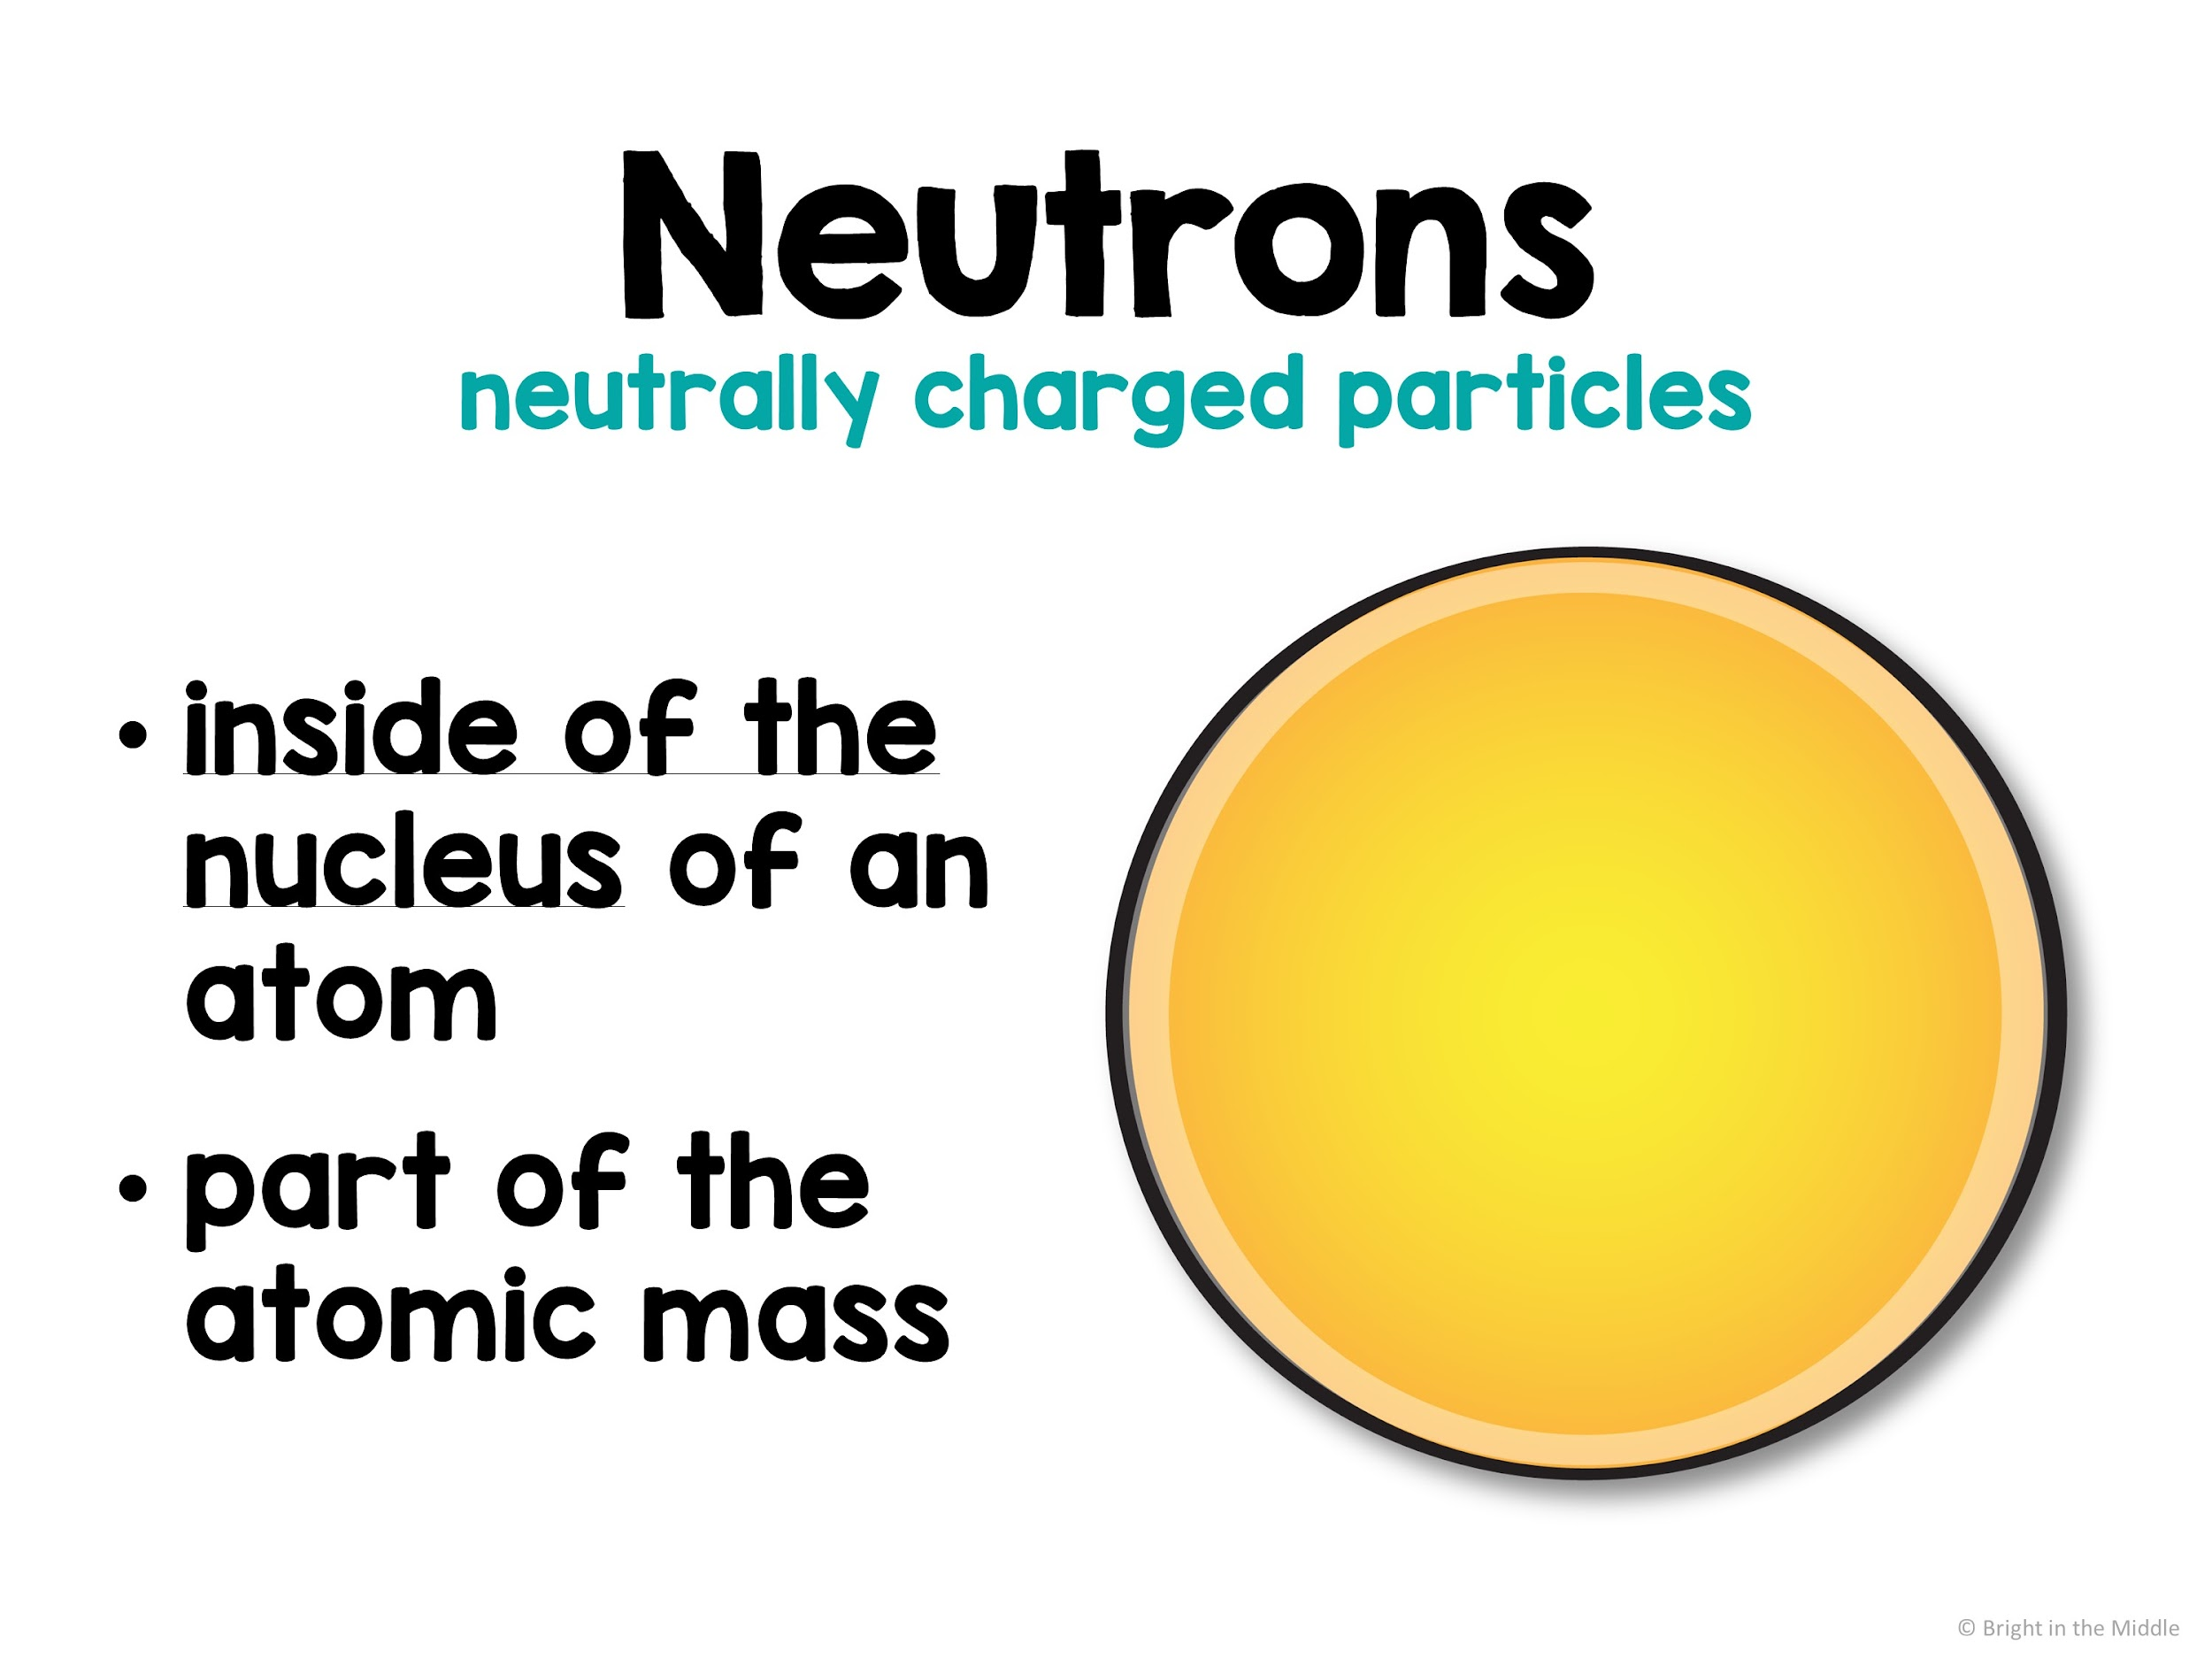 Neutrons
neutrally charged particles
• inside of the
nucleus of an
atom
• part of the
atomic mass
© Bright in the Middle